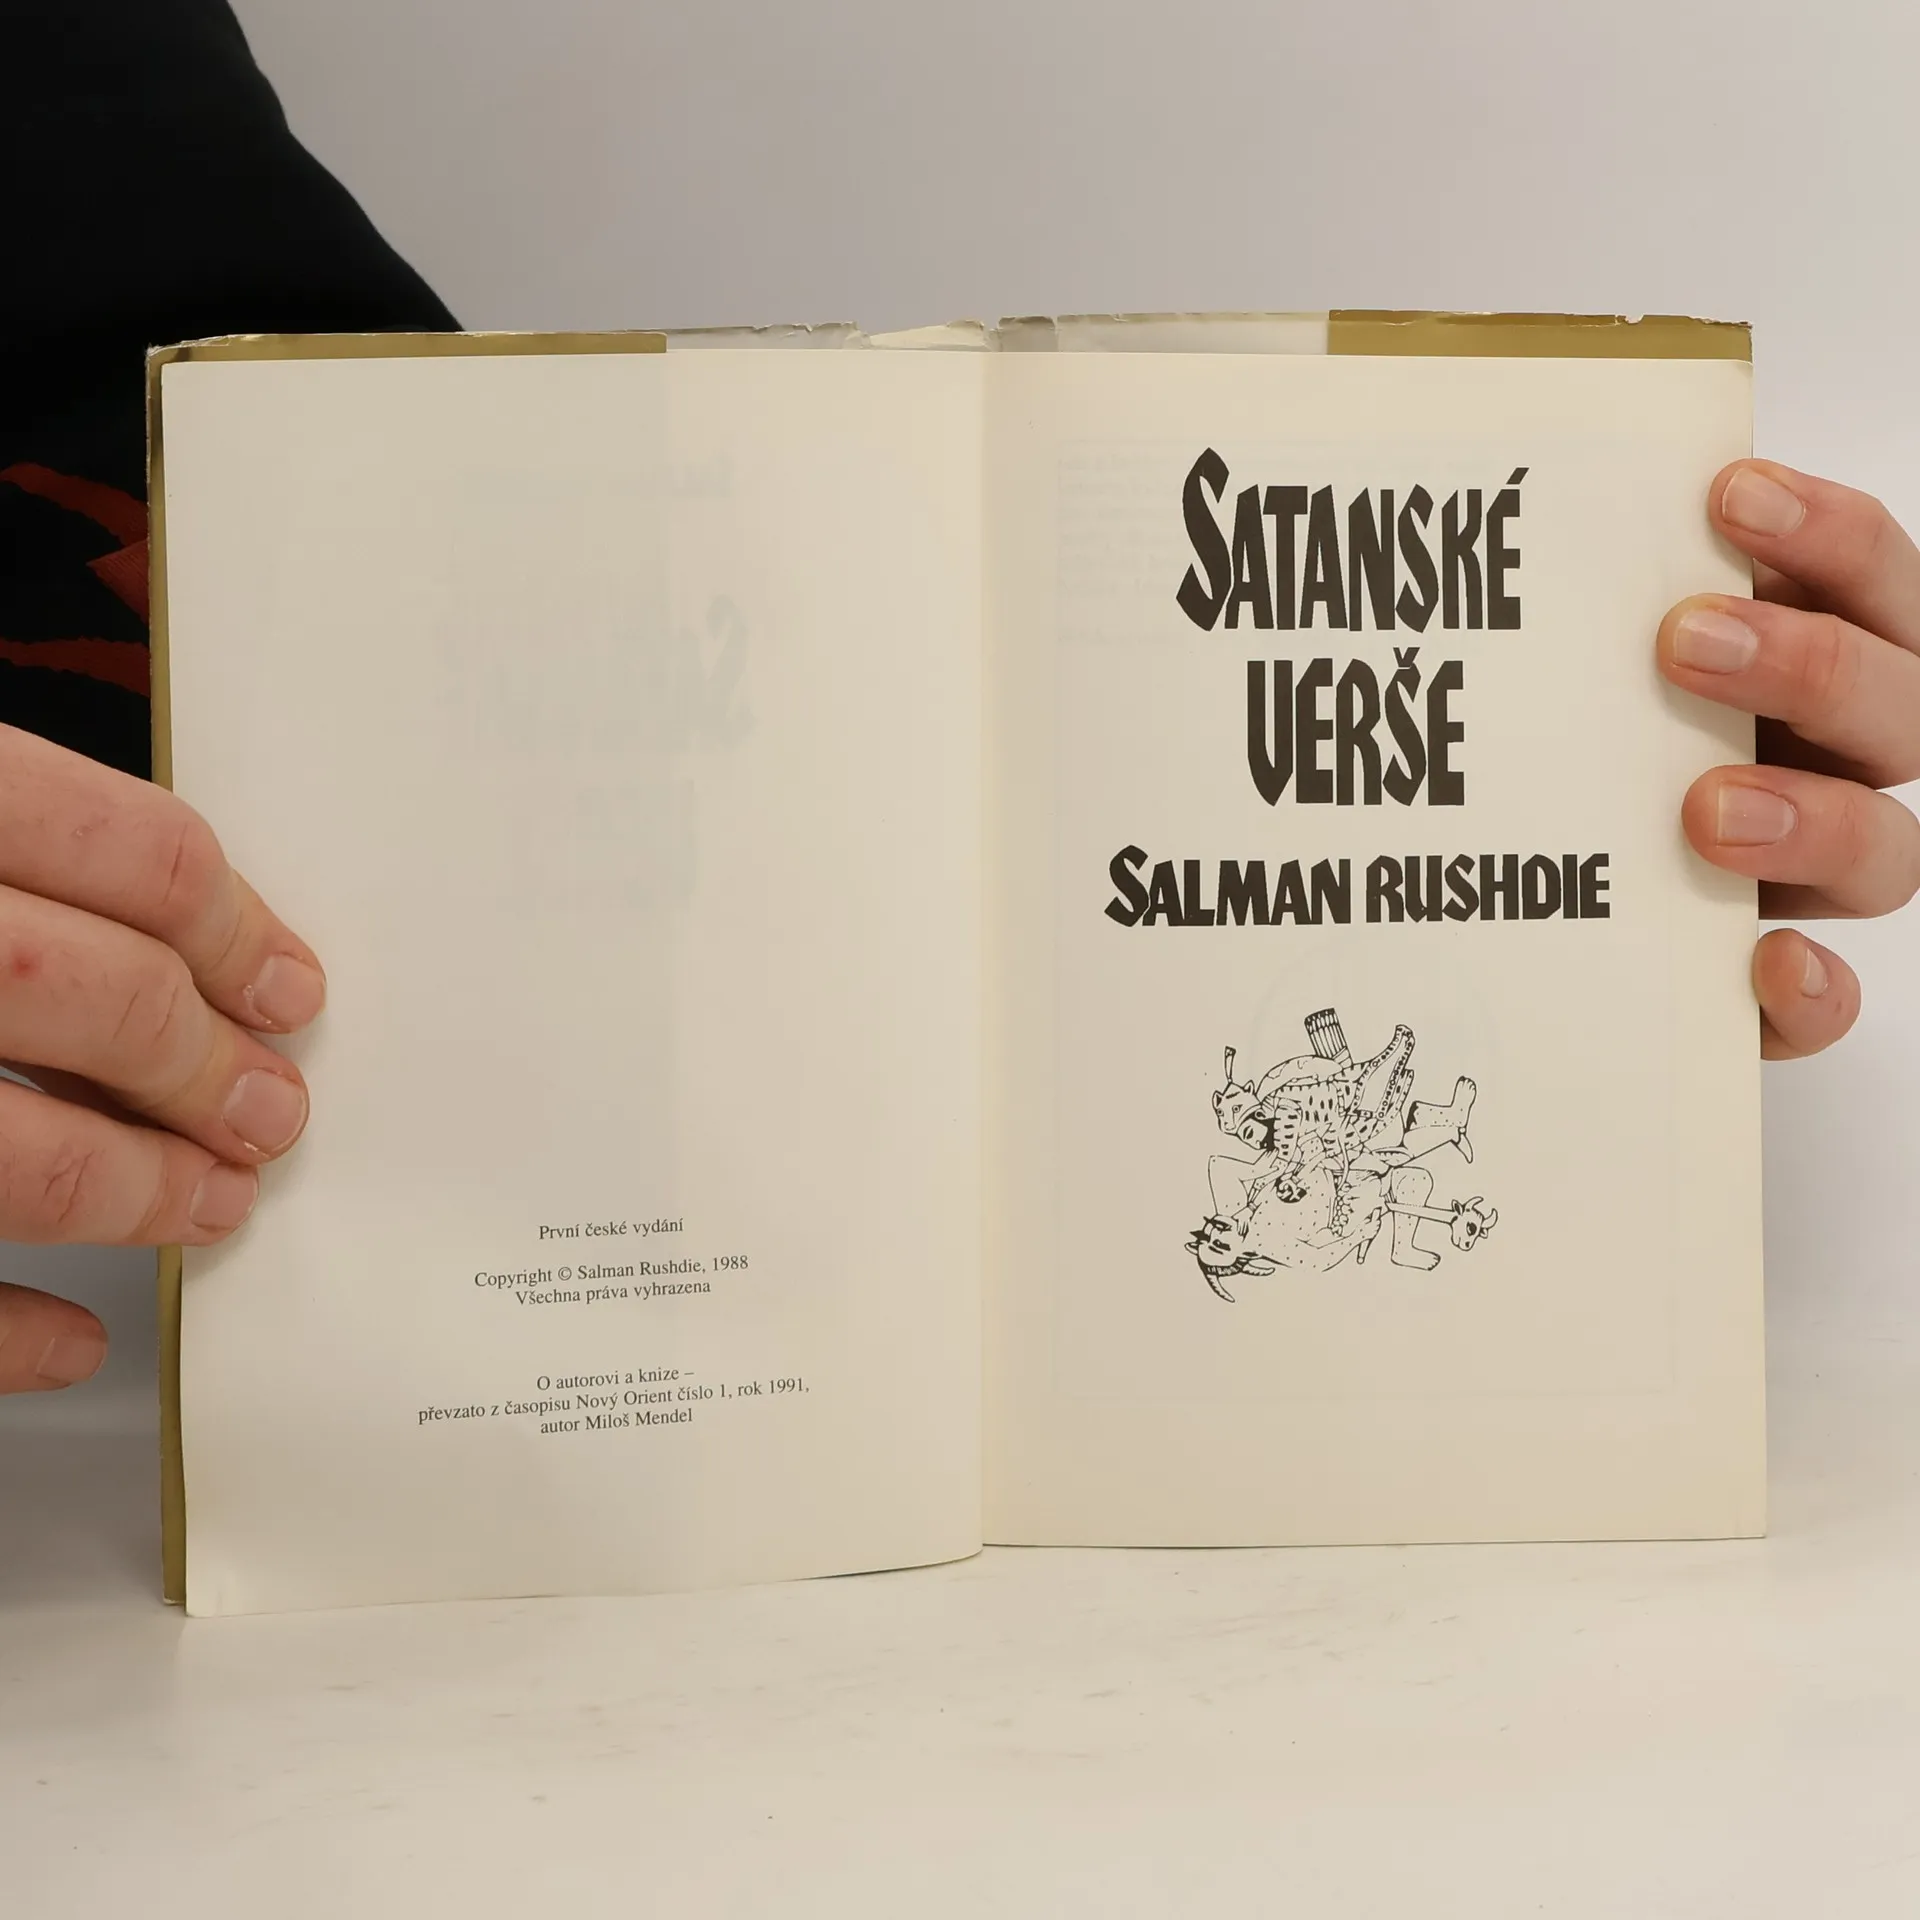 První české vydání
Copyright © Salman Rushdie, 1988
Všechna práva vyhrazena
O autorovi a knize –
převzato z časopisu Nový Orient číslo 1, rok 1991,
autor Miloš Mendel
SATANSKÉ
VERŠE
SALMAN RUSHDIE